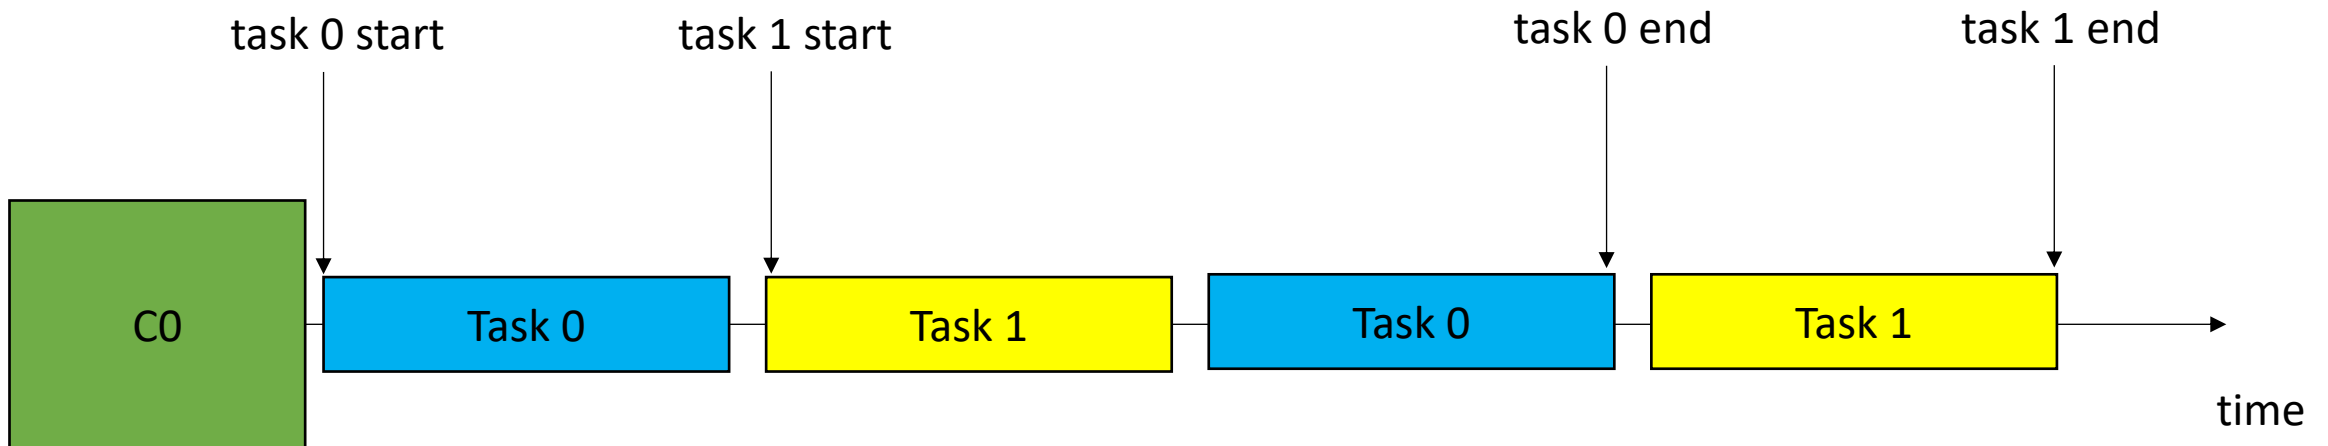 task 0 start
task 1 start
task 0 end
task 1 end
C0
Task 0
Task 1
Task 0
Task 1
time